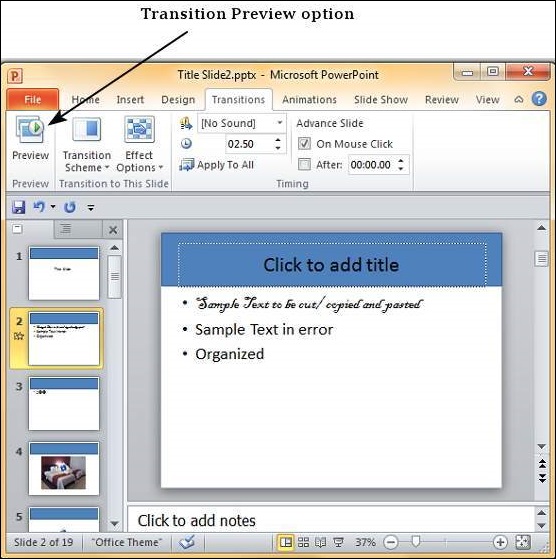 Transition Preview option
Title Slide2.pptx - Microsoft PowerPoint
File Home Insert Design Transitions Animations Slide Show Review View
Preview
Transition Scheme
Effect Options
[No Sound]
02.50
Apply To All
Advance Slide
On Mouse Click
After: 00:00.00
Preview Transition to This Slide Timing
1
2
3
4
5
Click to add title
• Sample Text to be cut/ copied and pasted
• Sample Text in error
• Organized
Click to add notes
Slide 2 of 19 "Office Theme" 37%